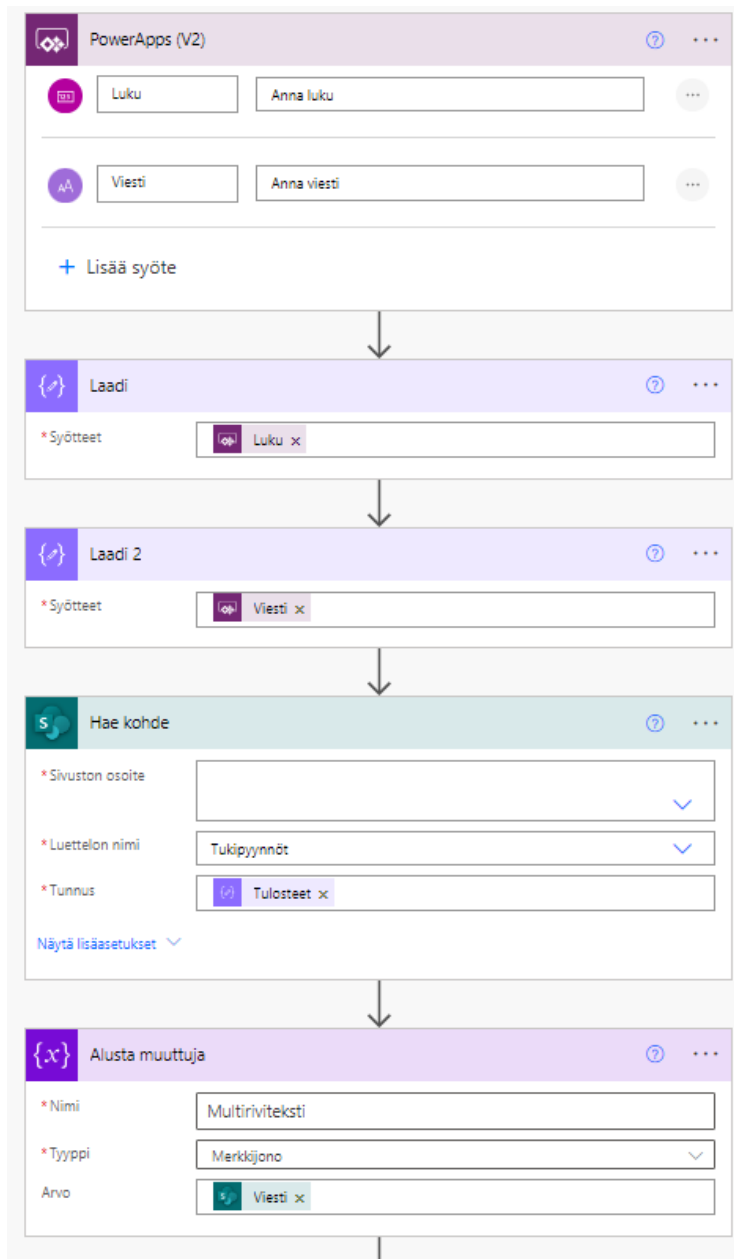 PowerApps (V2)
Luku Anna luku
Viesti Anna viesti
+ Lisää syöte
Laadi
* Syötteet Luku ×
Laadi 2
* Syötteet Viesti ×
Hae kohde
* Sivuston osoite
* Luettelon nimi Tukipyynnöt
* Tunnus Tulosteet ×
Näytä lisäasetukset
{x} Alusta muuttuja
* Nimi Multiriviteksti
* Tyyppi Merkkijono
Arvo Viesti ×